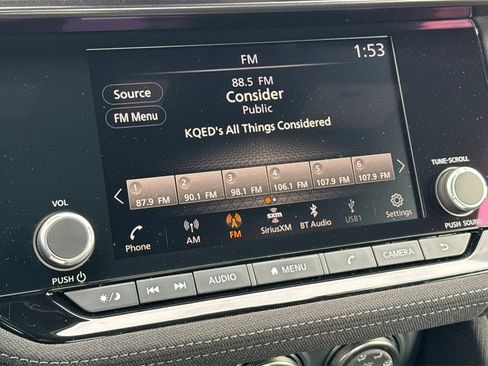 FM
1:53
Source
88.5 FM
Consider
Public
FM Menu
KQED's All Things Considered
1 2 3 4 5 6
87.9 FM 90.1 FM 98.1 FM 106.1 FM 107.9 FM 107.9 FM
Phone AM FM SiriusXM BT Audio USB1 Settings
sxm
VOL
PUSH
TUNE·SCROLL
PUSH SOUND
AUDIO
MENU
CAMERA